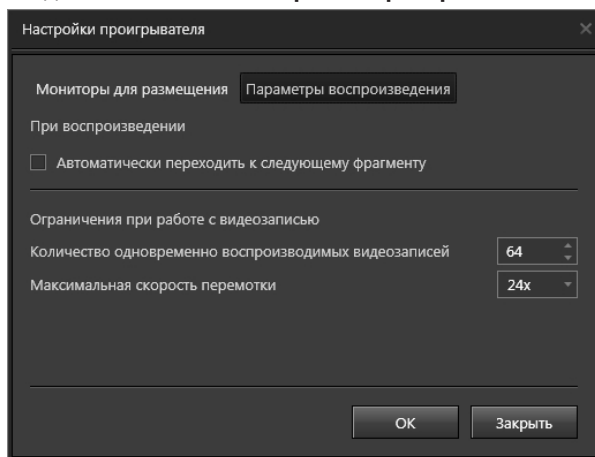 Настройки проигрывателя
Мониторы для размещения Параметры воспроизведения
При воспроизведении
Автоматически переходить к следующему фрагменту
Ограничения при работе с видеозаписью
Количество одновременно воспроизводимых видеозаписей 64
Максимальная скорость перемотки 24x
ОК Закрыть